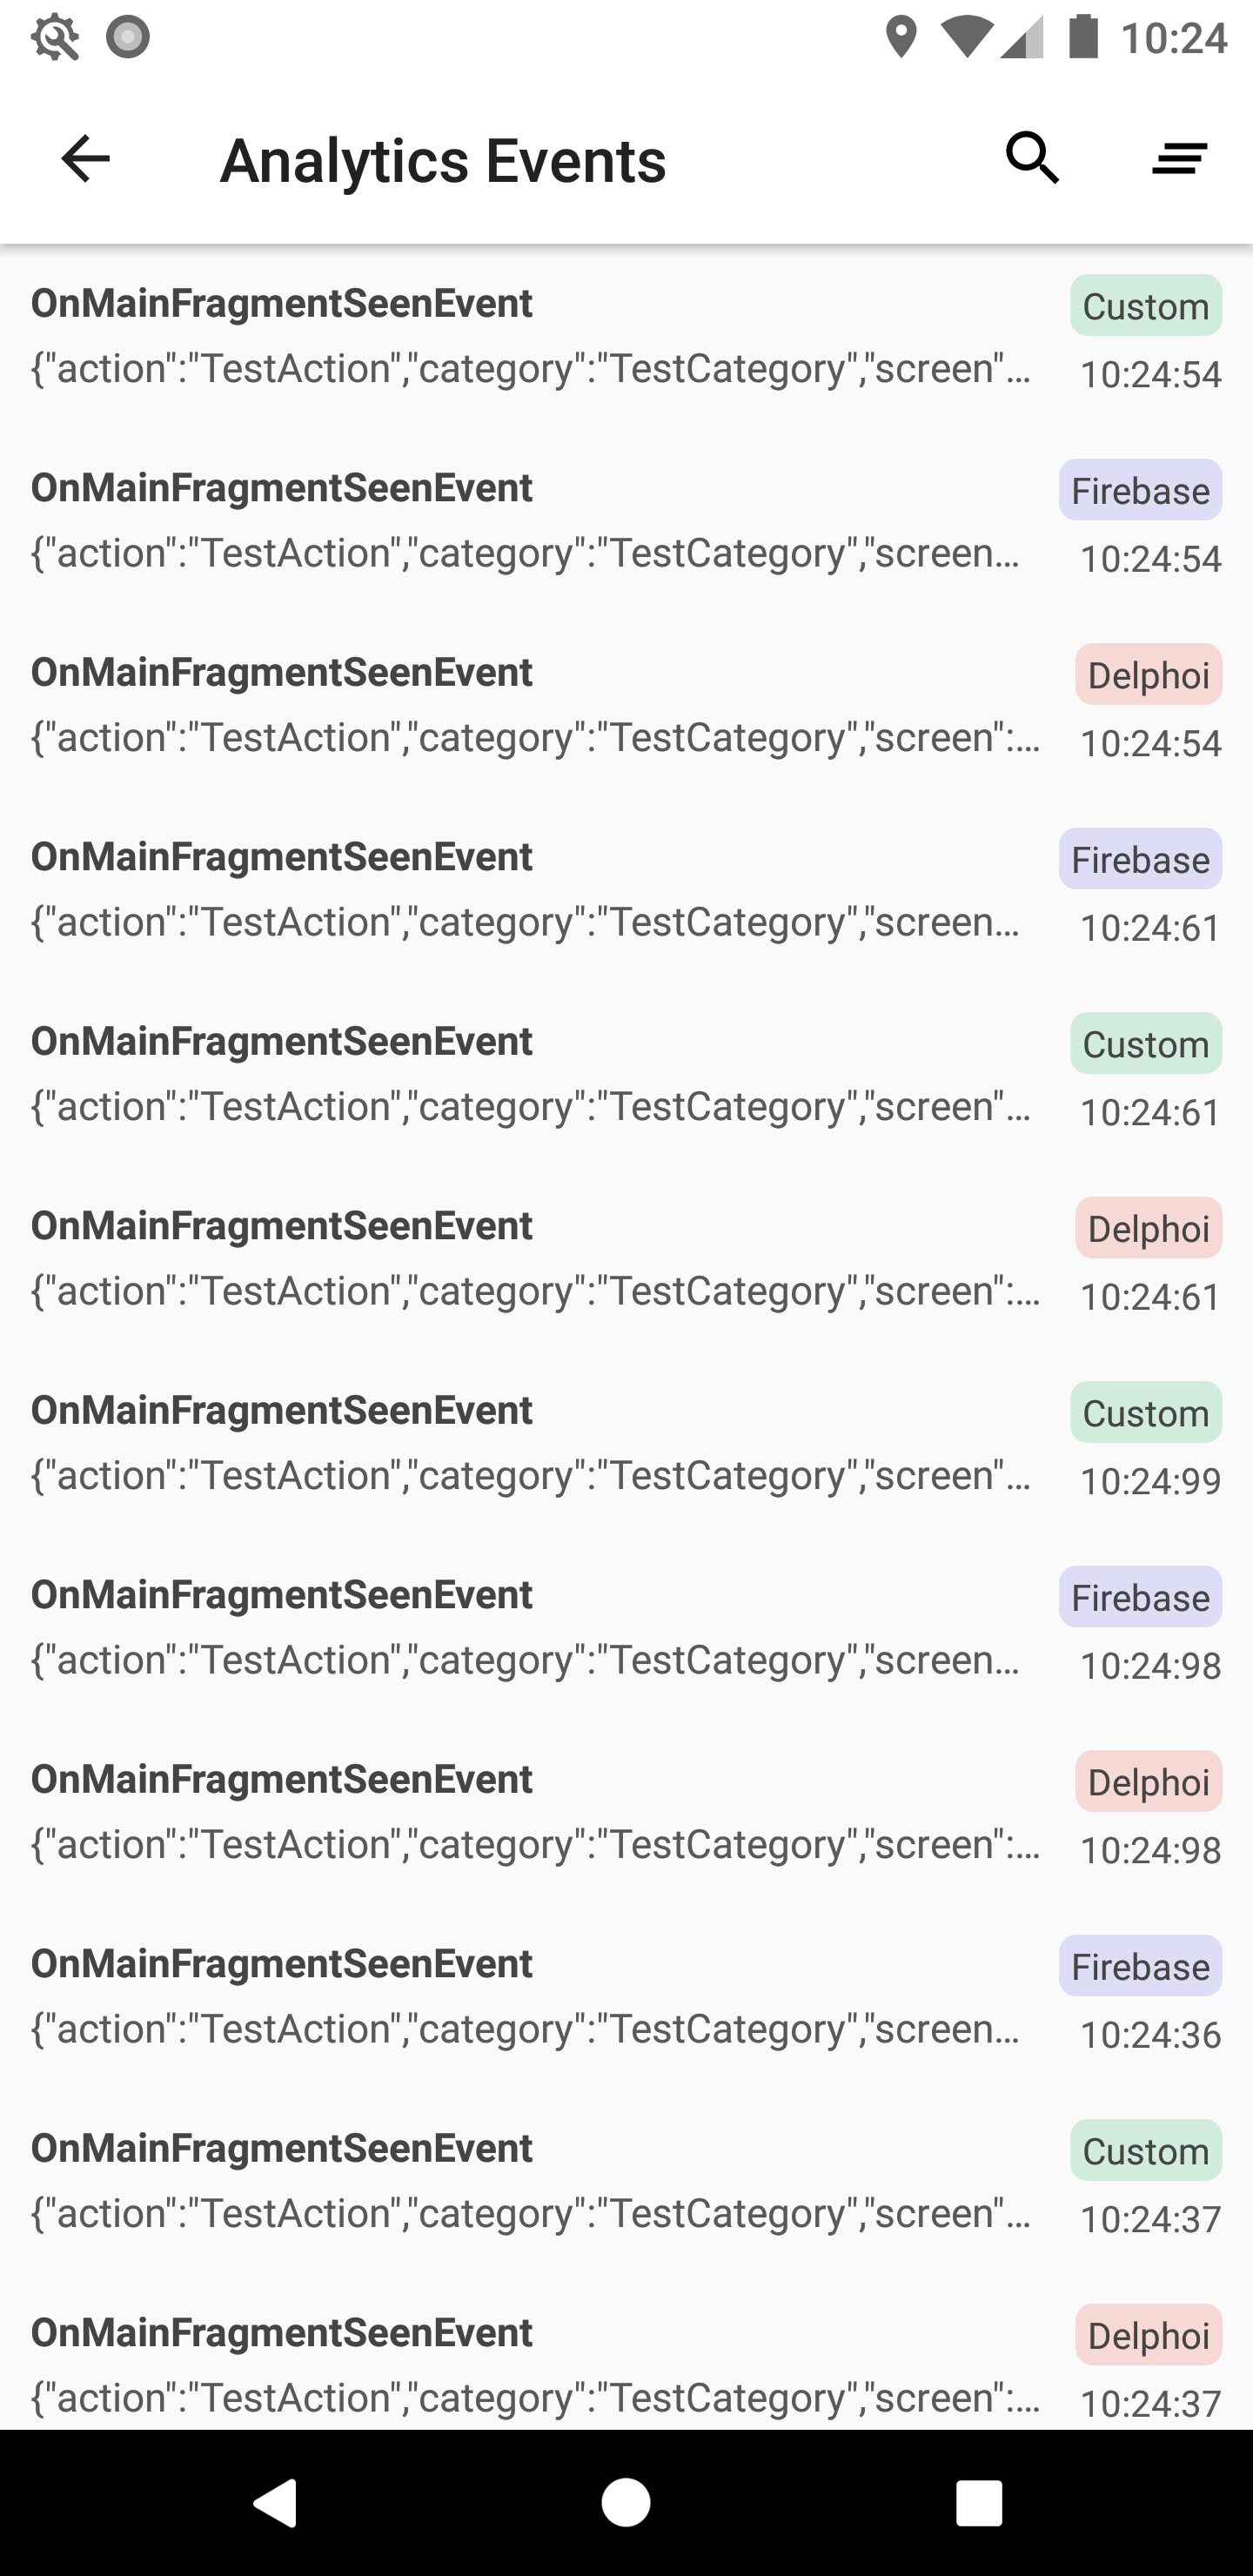 10:24
Analytics Events
OnMainFragmentSeenEvent Custom
{"action":"TestAction","category":"TestCategory","screen"... 10:24:54
OnMainFragmentSeenEvent Firebase
{"action":"TestAction","category":"TestCategory","screen... 10:24:54
OnMainFragmentSeenEvent Delphoi
{"action":"TestAction","category":"TestCategory","screen":... 10:24:54
OnMainFragmentSeenEvent Firebase
{"action":"TestAction","category":"TestCategory","screen... 10:24:61
OnMainFragmentSeenEvent Custom
{"action":"TestAction","category":"TestCategory","screen"... 10:24:61
OnMainFragmentSeenEvent Delphoi
{"action":"TestAction","category":"TestCategory","screen":... 10:24:61
OnMainFragmentSeenEvent Custom
{"action":"TestAction","category":"TestCategory","screen"... 10:24:99
OnMainFragmentSeenEvent Firebase
{"action":"TestAction","category":"TestCategory","screen... 10:24:98
OnMainFragmentSeenEvent Delphoi
{"action":"TestAction","category":"TestCategory","screen":... 10:24:98
OnMainFragmentSeenEvent Firebase
{"action":"TestAction","category":"TestCategory","screen... 10:24:36
OnMainFragmentSeenEvent Custom
{"action":"TestAction","category":"TestCategory","screen"... 10:24:37
OnMainFragmentSeenEvent Delphoi
{"action":"TestAction","category":"TestCategory","screen":... 10:24:37